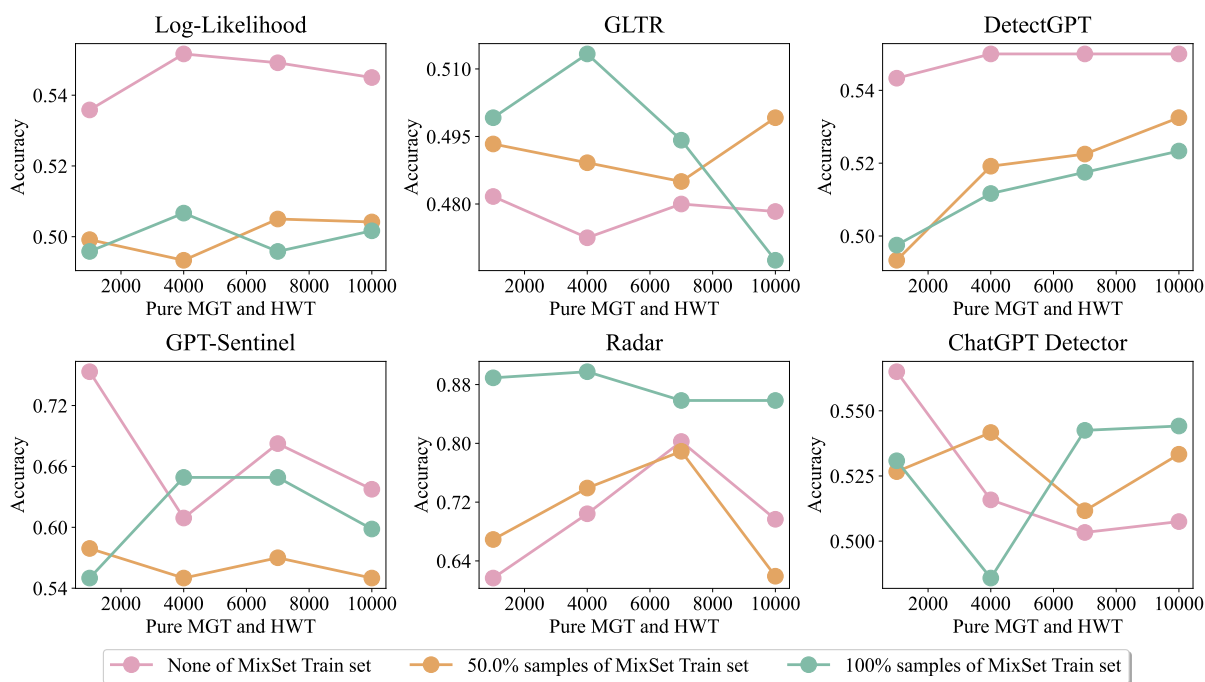 Log-Likelihood
GLTR
DetectGPT
Accuracy
0.54
0.52
0.50
2000 4000 6000 8000 10000
Pure MGT and HWT
Accuracy
0.510
0.495
0.480
2000 4000 6000 8000 10000
Pure MGT and HWT
Accuracy
0.54
0.52
0.50
2000 4000 6000 8000 10000
Pure MGT and HWT
GPT-Sentinel
Radar
ChatGPT Detector
Accuracy
0.72
0.66
0.60
0.54
2000 4000 6000 8000 10000
Pure MGT and HWT
Accuracy
0.88
0.80
0.72
0.64
2000 4000 6000 8000 10000
Pure MGT and HWT
Accuracy
0.550
0.525
0.500
2000 4000 6000 8000 10000
Pure MGT and HWT
None of MixSet Train set
50.0% samples of MixSet Train set
100% samples of MixSet Train set